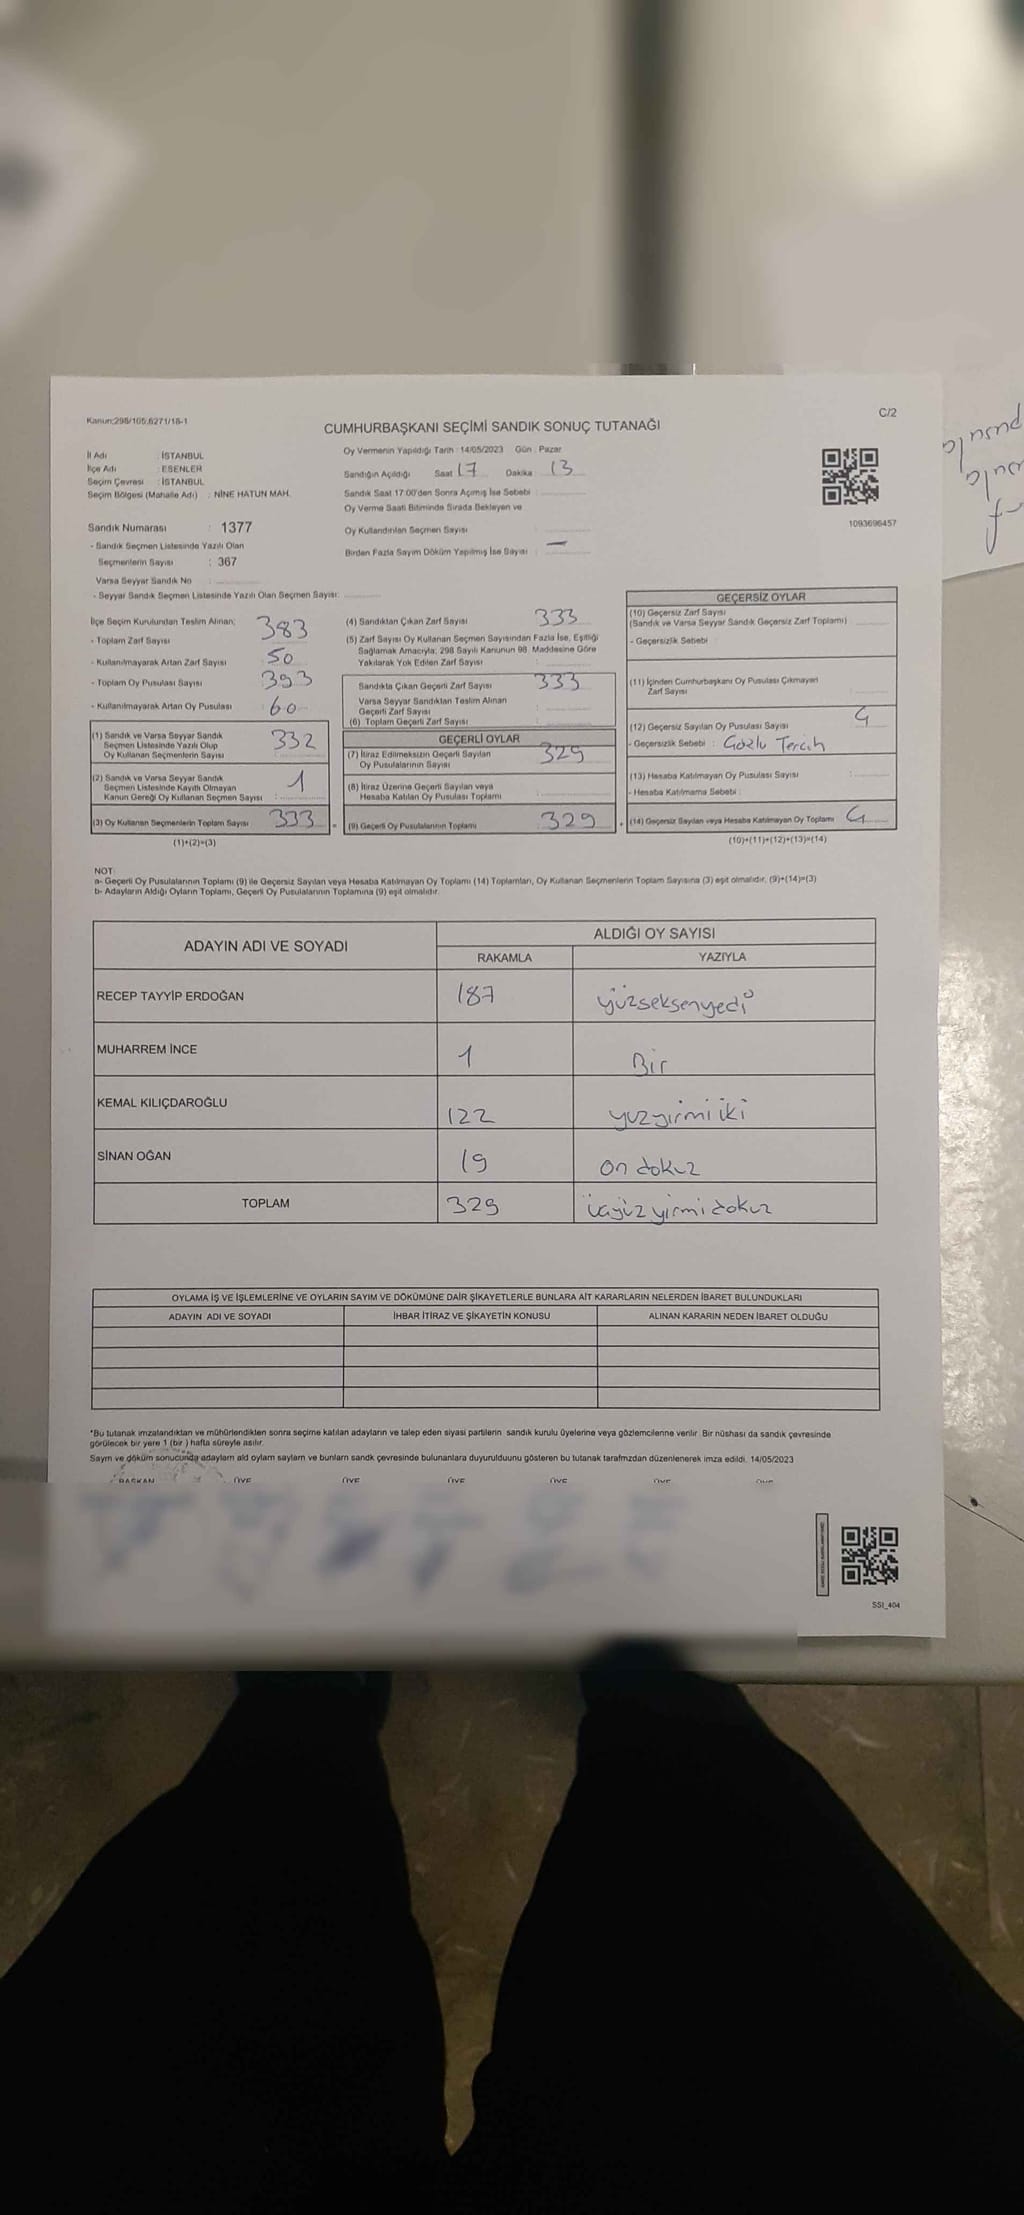 Kanun:298/105;6271/18-1
C/2
CUMHURBAŞKANI SEÇİMİ SANDIK SONUÇ TUTANAĞI
İl Adı : İSTANBUL
İlçe Adı : ESENLER
Seçim Çevresi : İSTANBUL
Seçim Bölgesi (Mahalle Adı) : NİNE HATUN MAH.
Oy Vermenin Yapıldığı Tarih : 14/05/2023 Gün : Pazar
Sandığın Açıldığı Saat 17 Dakika 13
Sandık Saat 17:00'den Sonra Açımış İse Sebebi :
Oy Verme Saati Bitiminde Sırada Bekleyen ve
Oy Kullandırılan Seçmen Sayısı :
Birden Fazla Sayım Döküm Yapılmış İse Sayısı : —
1093696457
Sandık Numarası : 1377
- Sandık Seçmen Listesinde Yazılı Olan
Seçmenlerin Sayısı : 367
Varsa Seyyar Sandık No :
- Seyyar Sandık Seçmen Listesinde Yazılı Olan Seçmen Sayısı:
İlçe Seçim Kurulundan Teslim Alınan;
- Toplam Zarf Sayısı 383
- Kullanılmayarak Artan Zarf Sayısı 50
- Toplam Oy Pusulası Sayısı 393
- Kullanılmayarak Artan Oy Pusulası : 60
(1) Sandık ve Varsa Seyyar Sandık
Seçmen Listesinde Yazılı Olup
Oy Kullanan Seçmenlerin Sayısı : 332
(2) Sandık ve Varsa Seyyar Sandık
Seçmen Listesinde Kayıtlı Olmayan
Kanun Gereği Oy Kullanan Seçmen Sayısı : 1
(3) Oy Kullanan Seçmenlerin Toplam Sayısı : 333
(1)+(2)=(3)
(4) Sandıktan Çıkan Zarf Sayısı : 333
(5) Zarf Sayısı Oy Kullanan Seçmen Sayısından Fazla İse, Eşitliği
Sağlamak Amacıyla; 298 Sayılı Kanunun 98. Maddesine Göre
Yakılarak Yok Edilen Zarf Sayısı :
Sandıkta Çıkan Geçerli Zarf Sayısı : 333
Varsa Seyyar Sandıktan Teslim Alınan
Geçerli Zarf Sayısı :
(6) Toplam Geçerli Zarf Sayısı :
GEÇERLİ OYLAR
(7) İtiraz Edilmeksizin Geçerli Sayılan
Oy Pusulalarının Sayısı : 329
(8) İtiraz Üzerine Geçerli Sayılan veya
Hesaba Katılan Oy Pusulası Toplamı :
(9) Geçerli Oy Pusulalarının Toplamı : 329
GEÇERSİZ OYLAR
(10) Geçersiz Zarf Sayısı
(Sandık ve Varsa Seyyar Sandık Geçersiz Zarf Toplamı) :
- Geçersizlik Sebebi :
(11) İçinden Cumhurbaşkanı Oy Pusulası Çıkmayan
Zarf Sayısı :
(12) Geçersiz Sayılan Oy Pusulası Sayısı : 4
- Geçersizlik Sebebi : Tercih
(13) Hesaba Katılmayan Oy Pusulası Sayısı :
- Hesaba Katılmama Sebebi :
(14) Geçersiz Sayılan veya Hesaba Katılmayan Oy Toplamı : 4
(10)+(11)+(12)+(13)=(14)
NOT:
a- Geçerli Oy Pusulalarının Toplamı (9) ile Geçersiz Sayılan veya Hesaba Katılmayan Oy Toplamı (14) Toplamları, Oy Kullanan Seçmenlerin Toplam Sayısına (3) eşit olmalıdır, (9)+(14)=(3)
b- Adayların Aldığı Oyların Toplamı, Geçerli Oy Pusulalarının Toplamına (9) eşit olmalıdır.
ADAYIN ADI VE SOYADI ALDIĞI OY SAYISI
RAKAMLA YAZIYLA
RECEP TAYYİP ERDOĞAN 187 yüzseksenyedi
MUHARREM İNCE 1 Bir
KEMAL KILIÇDAROĞLU 122 yuzyirmi iki
SİNAN OĞAN 19 on dokuz
TOPLAM 329 üçyüz yirmi dokuz
OYLAMA İŞ VE İŞLEMLERİNE VE OYLARIN SAYIM VE DÖKÜMÜNE DAİR ŞİKAYETLERLE BUNLARA AİT KARARLARIN NELERDEN İBARET BULUNDUKLARI
ADAYIN ADI VE SOYADI İHBAR İTİRAZ VE ŞİKAYETİN KONUSU ALINAN KARARIN NEDEN İBARET OLDUĞU
*Bu tutanak imzalandıktan ve mühürlendikten sonra seçime katılan adayların ve talep eden siyasi partilerin sandık kurulu üyelerine veya gözlemcilerine verilir. Bir nüshası da sandık çevresinde
görülecek bir yere 1 (bir ) hafta süreyle asılır.
Sayım ve döküm sonucunda adayların ald oyların sayların ve bunların sandk çevresinde bulunanlara duyurulduunu gösteren bu tutanak tarafmzdan düzenlenerek imza edildi. 14/05/2023
BAŞKAN ÜYE ÜYE ÜYE ÜYE ÜYE ÜYE
SSI_404
pusula